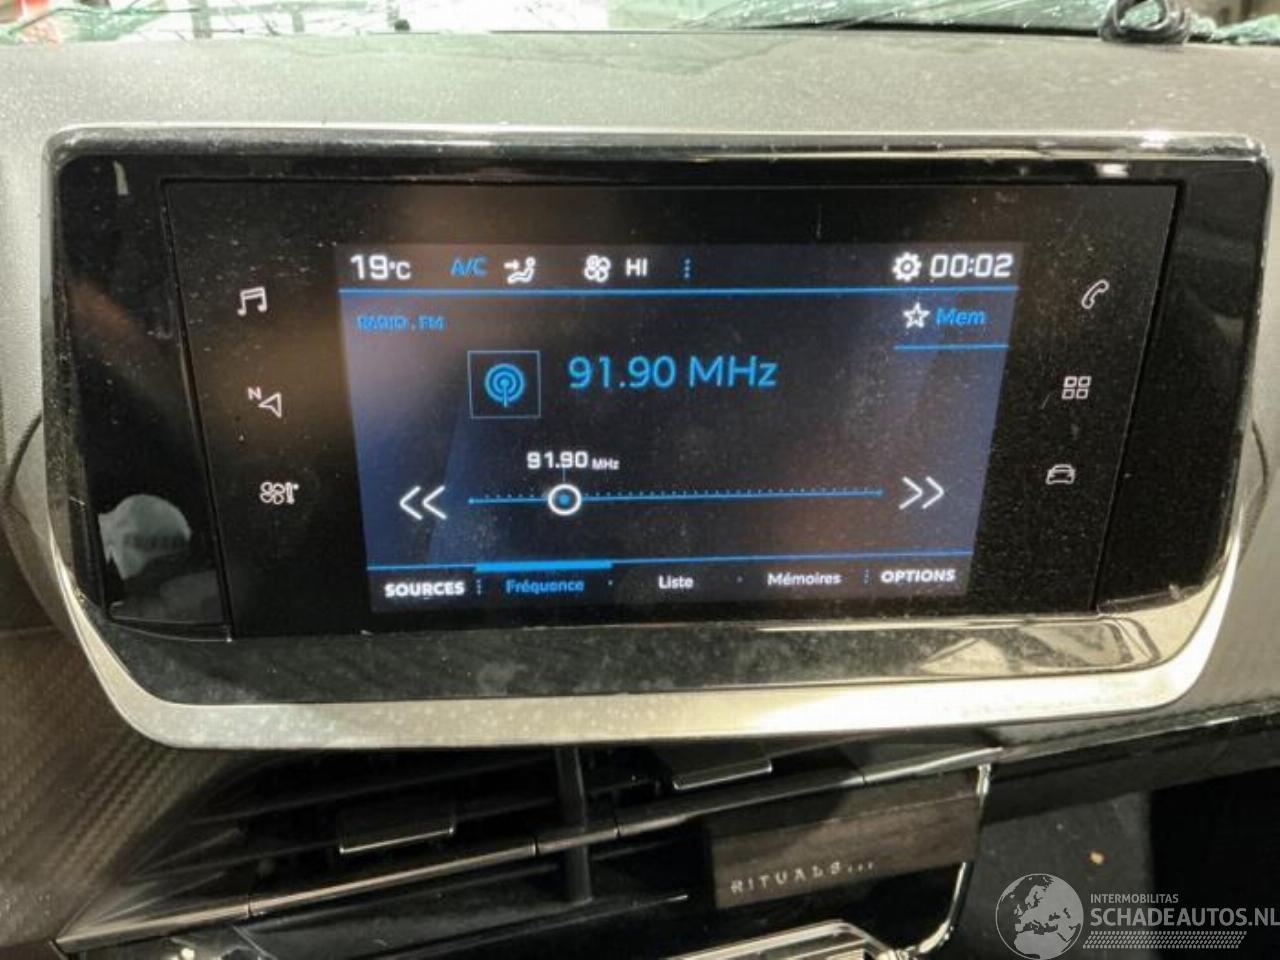 19°C A/C HI 00:02
RADIO . FM
Mem
91.90 MHz
N
91.90 MHz
SOURCES Fréquence Liste Mémoires OPTIONS
RITUALS...
INTERMOBILITAS
SCHADEAUTOS.NL